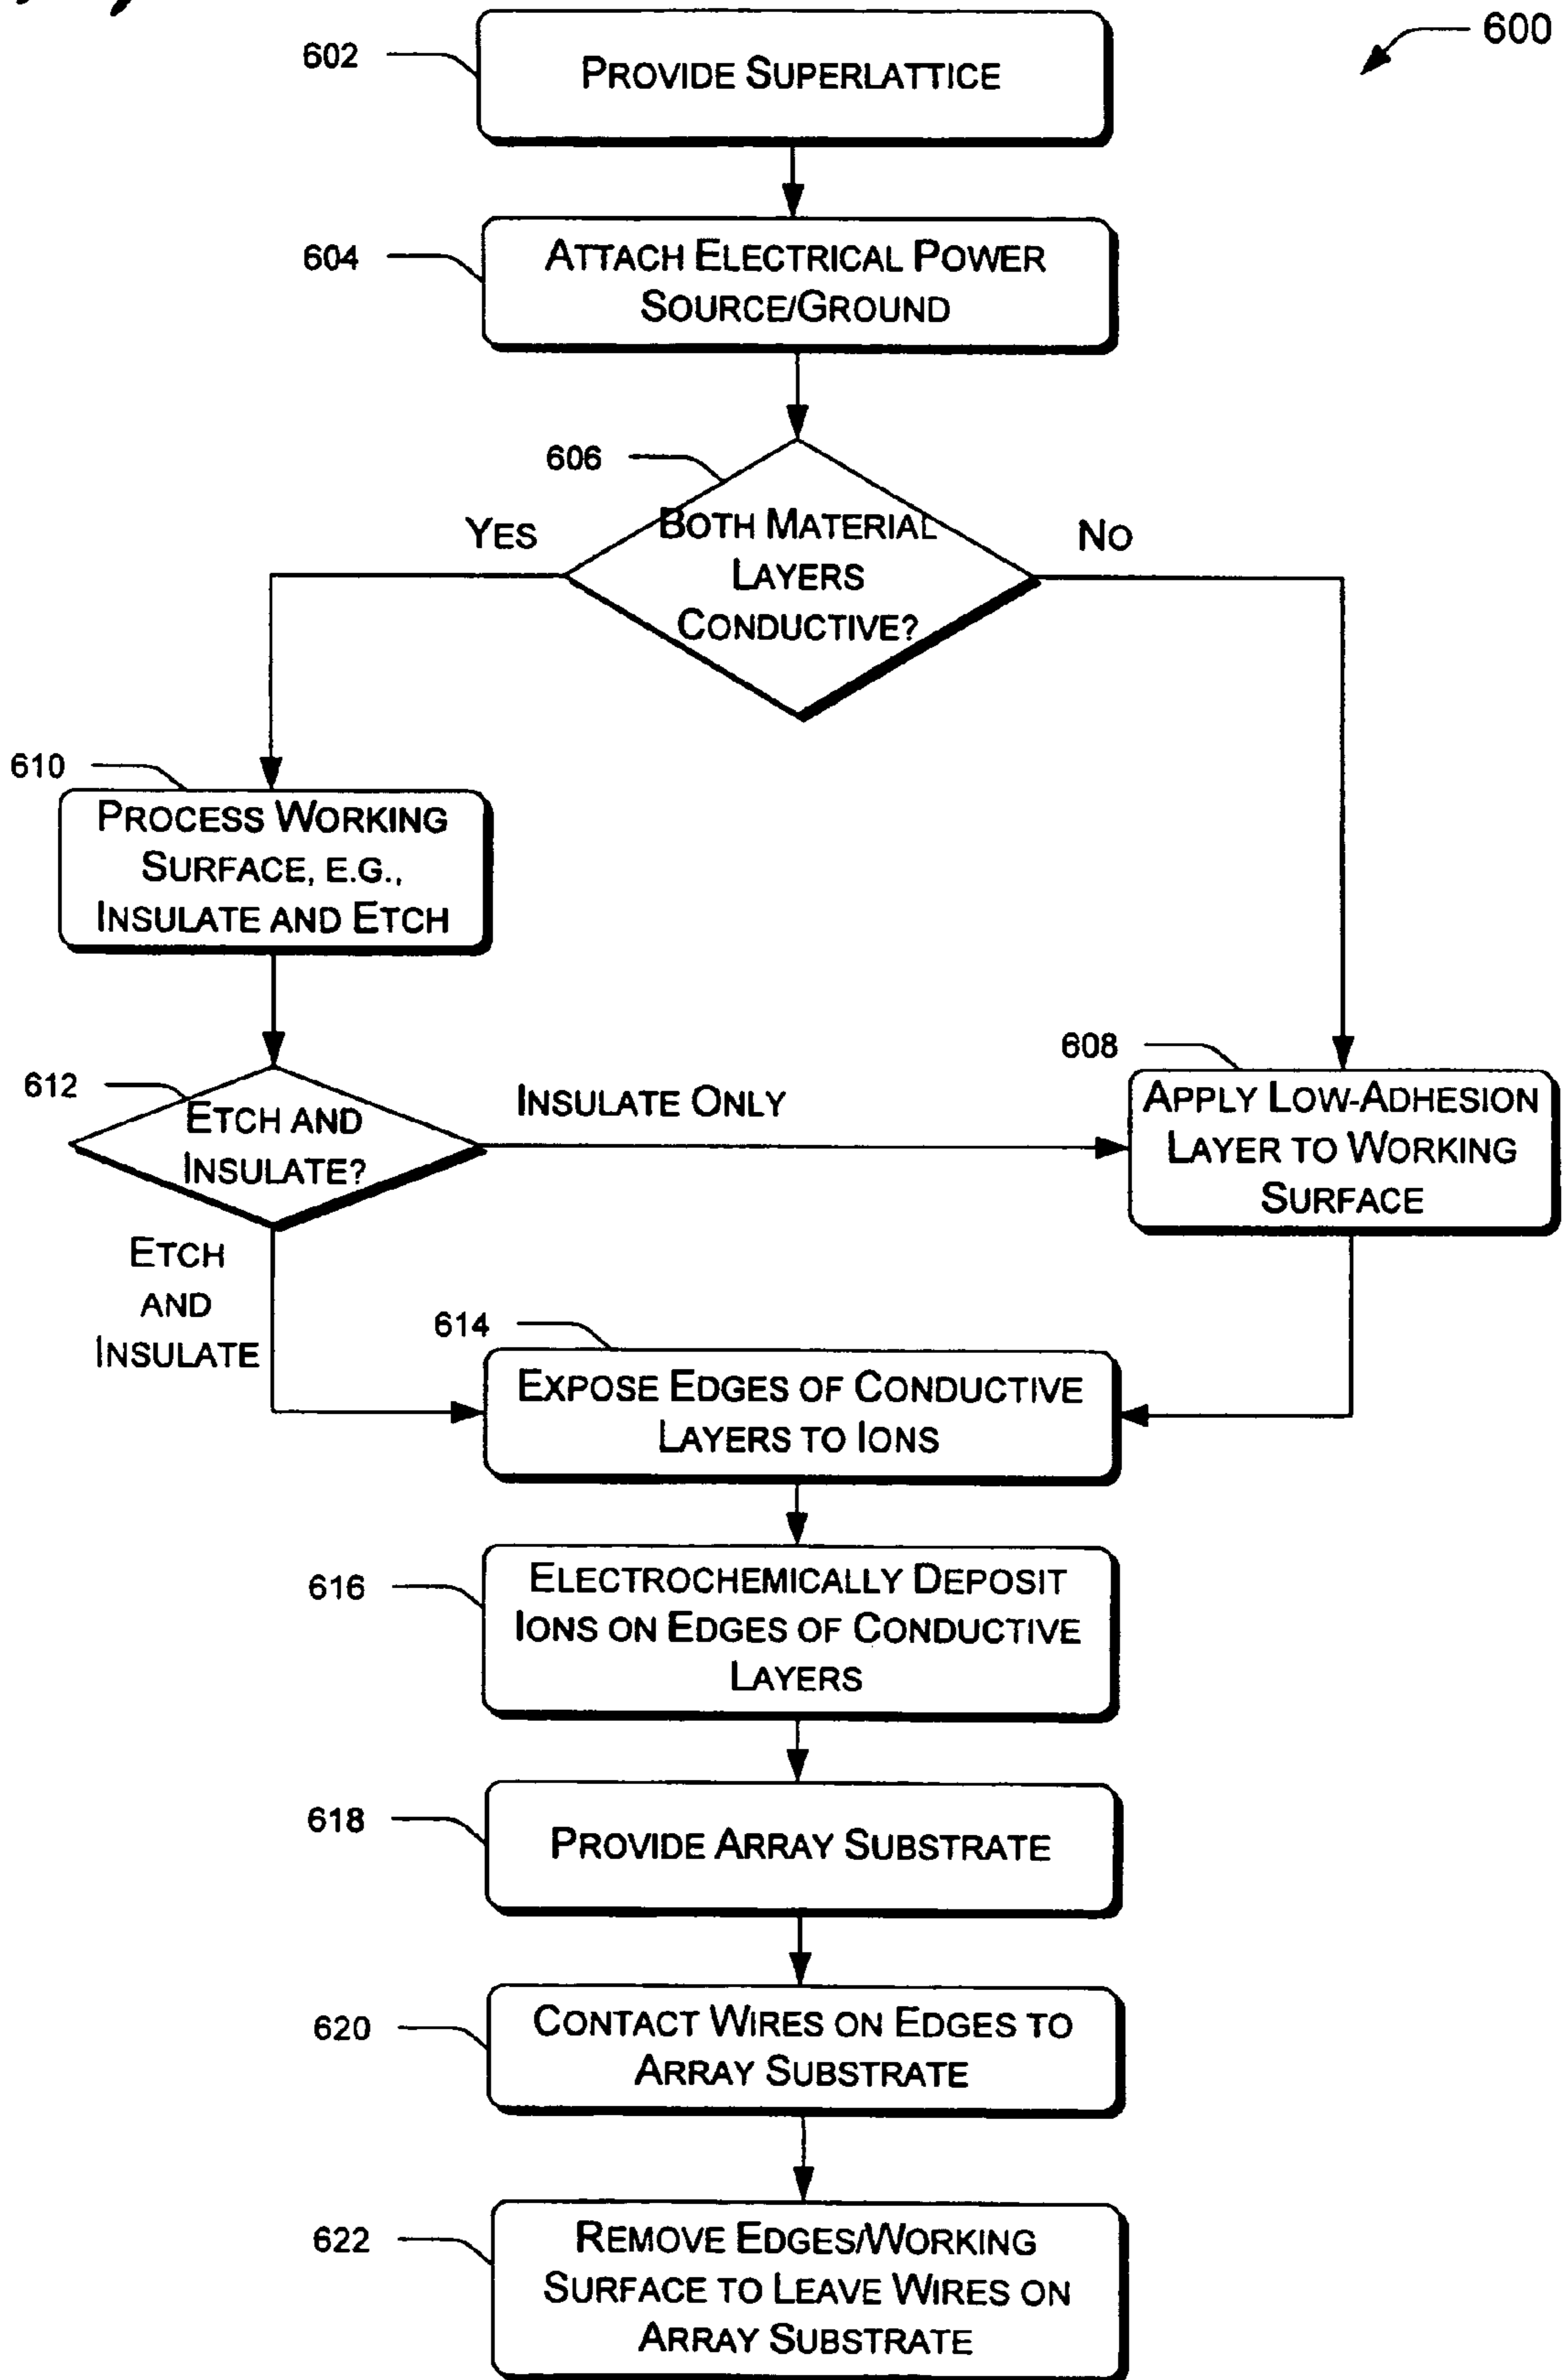 600
602
PROVIDE SUPERLATTICE
604
ATTACH ELECTRICAL POWER
SOURCE/GROUND
606
BOTH MATERIAL
LAYERS
CONDUCTIVE?
YES
NO
610
PROCESS WORKING
SURFACE, E.G.,
INSULATE AND ETCH
612
ETCH AND
INSULATE?
INSULATE ONLY
608
APPLY LOW-ADHESION
LAYER TO WORKING
SURFACE
ETCH
AND
INSULATE
614
EXPOSE EDGES OF CONDUCTIVE
LAYERS TO IONS
616
ELECTROCHEMICALLY DEPOSIT
IONS ON EDGES OF CONDUCTIVE
LAYERS
618
PROVIDE ARRAY SUBSTRATE
620
CONTACT WIRES ON EDGES TO
ARRAY SUBSTRATE
622
REMOVE EDGES/WORKING
SURFACE TO LEAVE WIRES ON
ARRAY SUBSTRATE